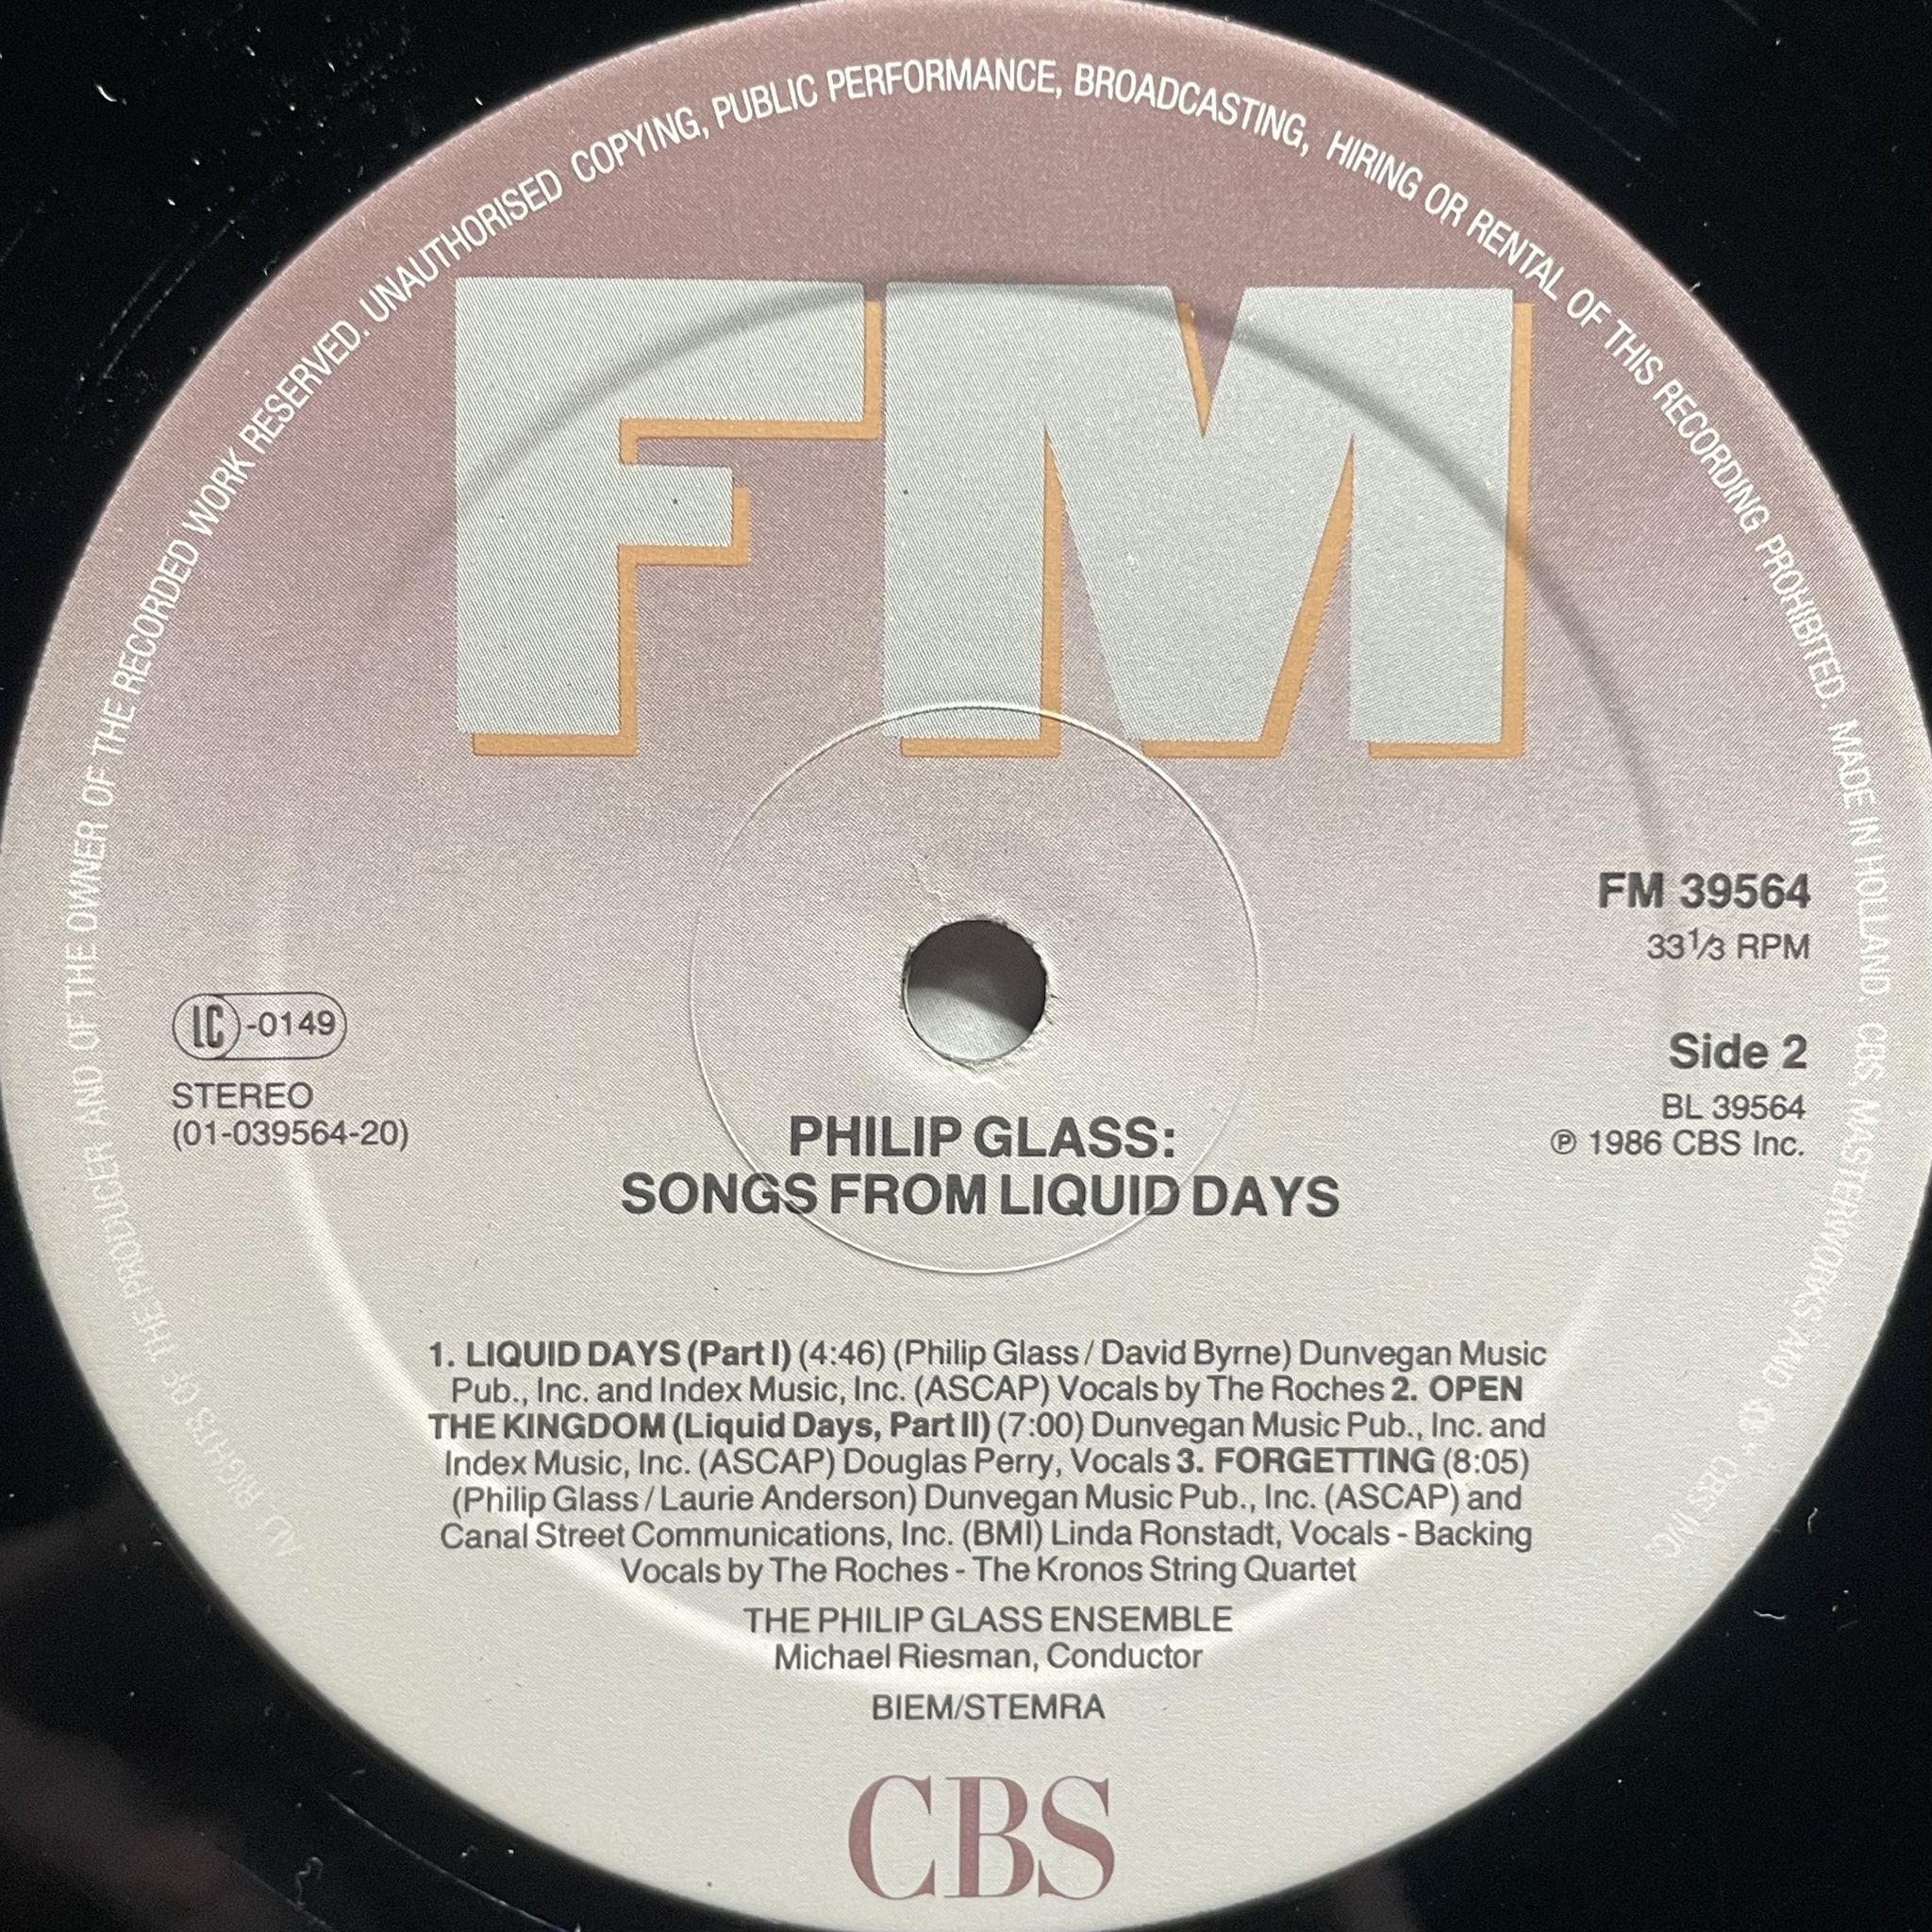 ALL RIGHTS OF THE PRODUCER AND OF THE OWNER OF THE RECORDED WORK RESERVED. UNAUTHORISED COPYING, PUBLIC PERFORMANCE, BROADCASTING, HIRING OR RENTAL OF THIS RECORDING PROHIBITED. MADE IN HOLLAND. CBS MASTERWORKS AND CBS INC
FM
FM 39564
33⅓ RPM
LC -0149
Side 2
STEREO
BL 39564
(01-039564-20)
℗ 1986 CBS Inc.
PHILIP GLASS:
SONGS FROM LIQUID DAYS
1. LIQUID DAYS (Part I) (4:46) (Philip Glass / David Byrne) Dunvegan Music
Pub., Inc. and Index Music, Inc. (ASCAP) Vocals by The Roches 2. OPEN
THE KINGDOM (Liquid Days, Part II) (7:00) Dunvegan Music Pub., Inc. and
Index Music, Inc. (ASCAP) Douglas Perry, Vocals 3. FORGETTING (8:05)
(Philip Glass / Laurie Anderson) Dunvegan Music Pub., Inc. (ASCAP) and
Canal Street Communications, Inc. (BMI) Linda Ronstadt, Vocals - Backing
Vocals by The Roches - The Kronos String Quartet
THE PHILIP GLASS ENSEMBLE
Michael Riesman, Conductor
BIEM/STEMRA
CBS